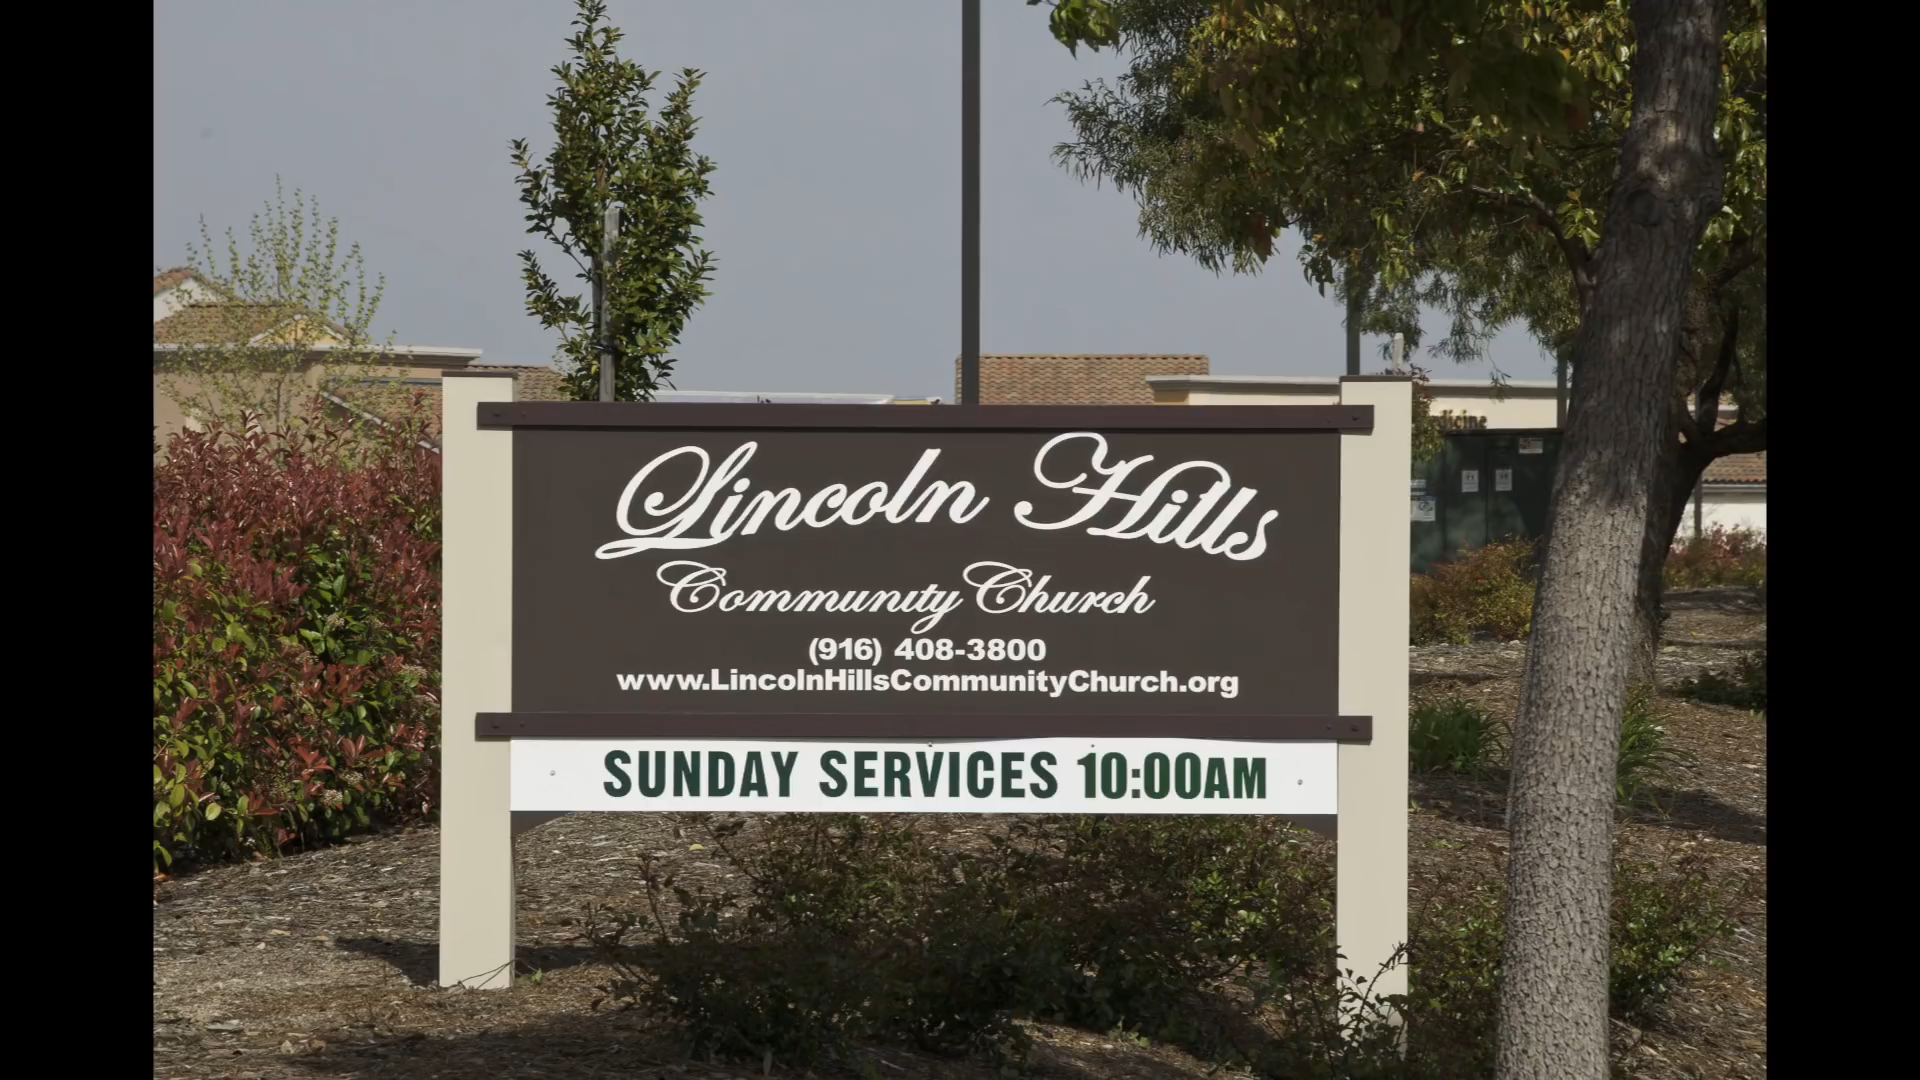 Lincoln Hills
Community Church
(916) 408-3800
www.LincolnHillsCommunityChurch.org
SUNDAY SERVICES 10:00AM